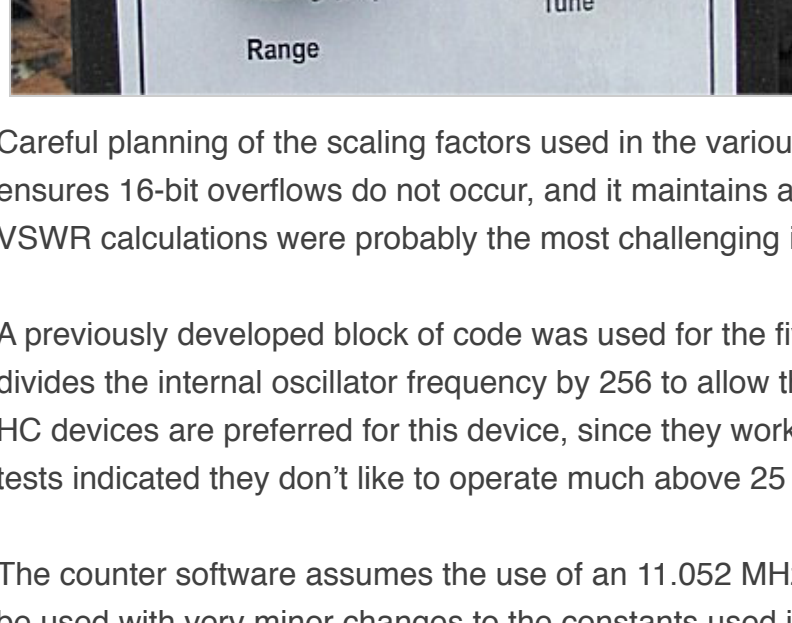 Tune
Range
Careful planning of the scaling factors used in the
ensures 16-bit overflows do not occur, and it maintains
VSWR calculations were probably the most challenging
A previously developed block of code was used for the
divides the internal oscillator frequency by 256 to allow
HC devices are preferred for this device, since they work
tests indicated they don’t like to operate much above 25
The counter software assumes the use of an 11.052
be used with very minor changes to the constants used